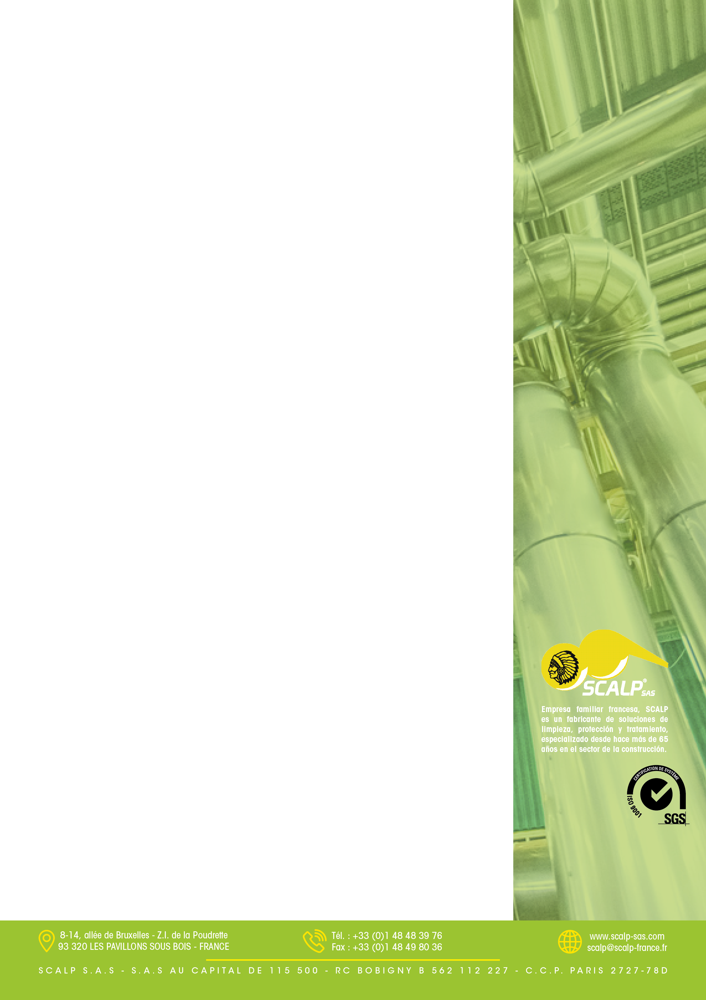 SCALP® SAS
Empresa familiar francesa, SCALP
es un fabricante de soluciones de
limpieza, protección y tratamiento,
especializado desde hace más de 65
años en el sector de la construcción.
CERTIFICATION DE SYSTÈME
ISO 9001
SGS
8-14, allée de Bruxelles - Z.I. de la Poudrette
93 320 LES PAVILLONS SOUS BOIS - FRANCE
Tél. : +33 (0)1 48 48 39 76
Fax : +33 (0)1 48 49 80 36
www.scalp-sas.com
scalp@scalp-france.fr
SCALP S.A.S - S.A.S AU CAPITAL DE 115 500 - RC BOBIGNY B 562 112 227 - C.C.P. PARIS 2727-78D